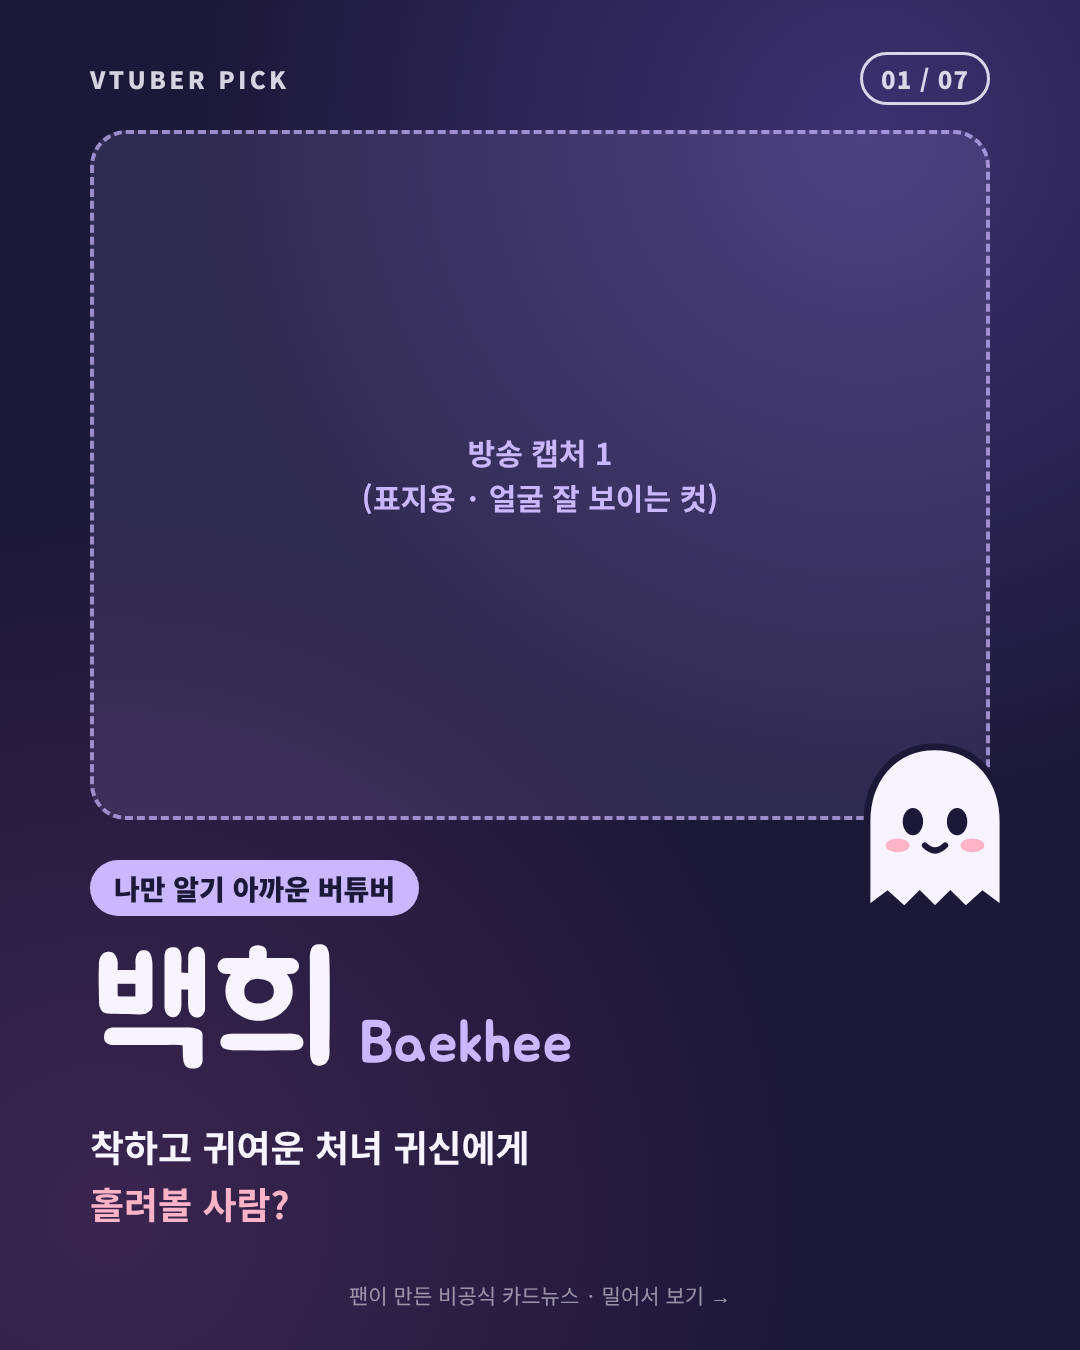 VTUBER PICK
01 / 07
방송 캡처 1
(표지용 · 얼굴 잘 보이는 컷)
나만 알기 아까운 버튜버
백희 Baekhee
착하고 귀여운 처녀 귀신에게
홀려볼 사람?
팬이 만든 비공식 카드뉴스 · 밀어서 보기 →